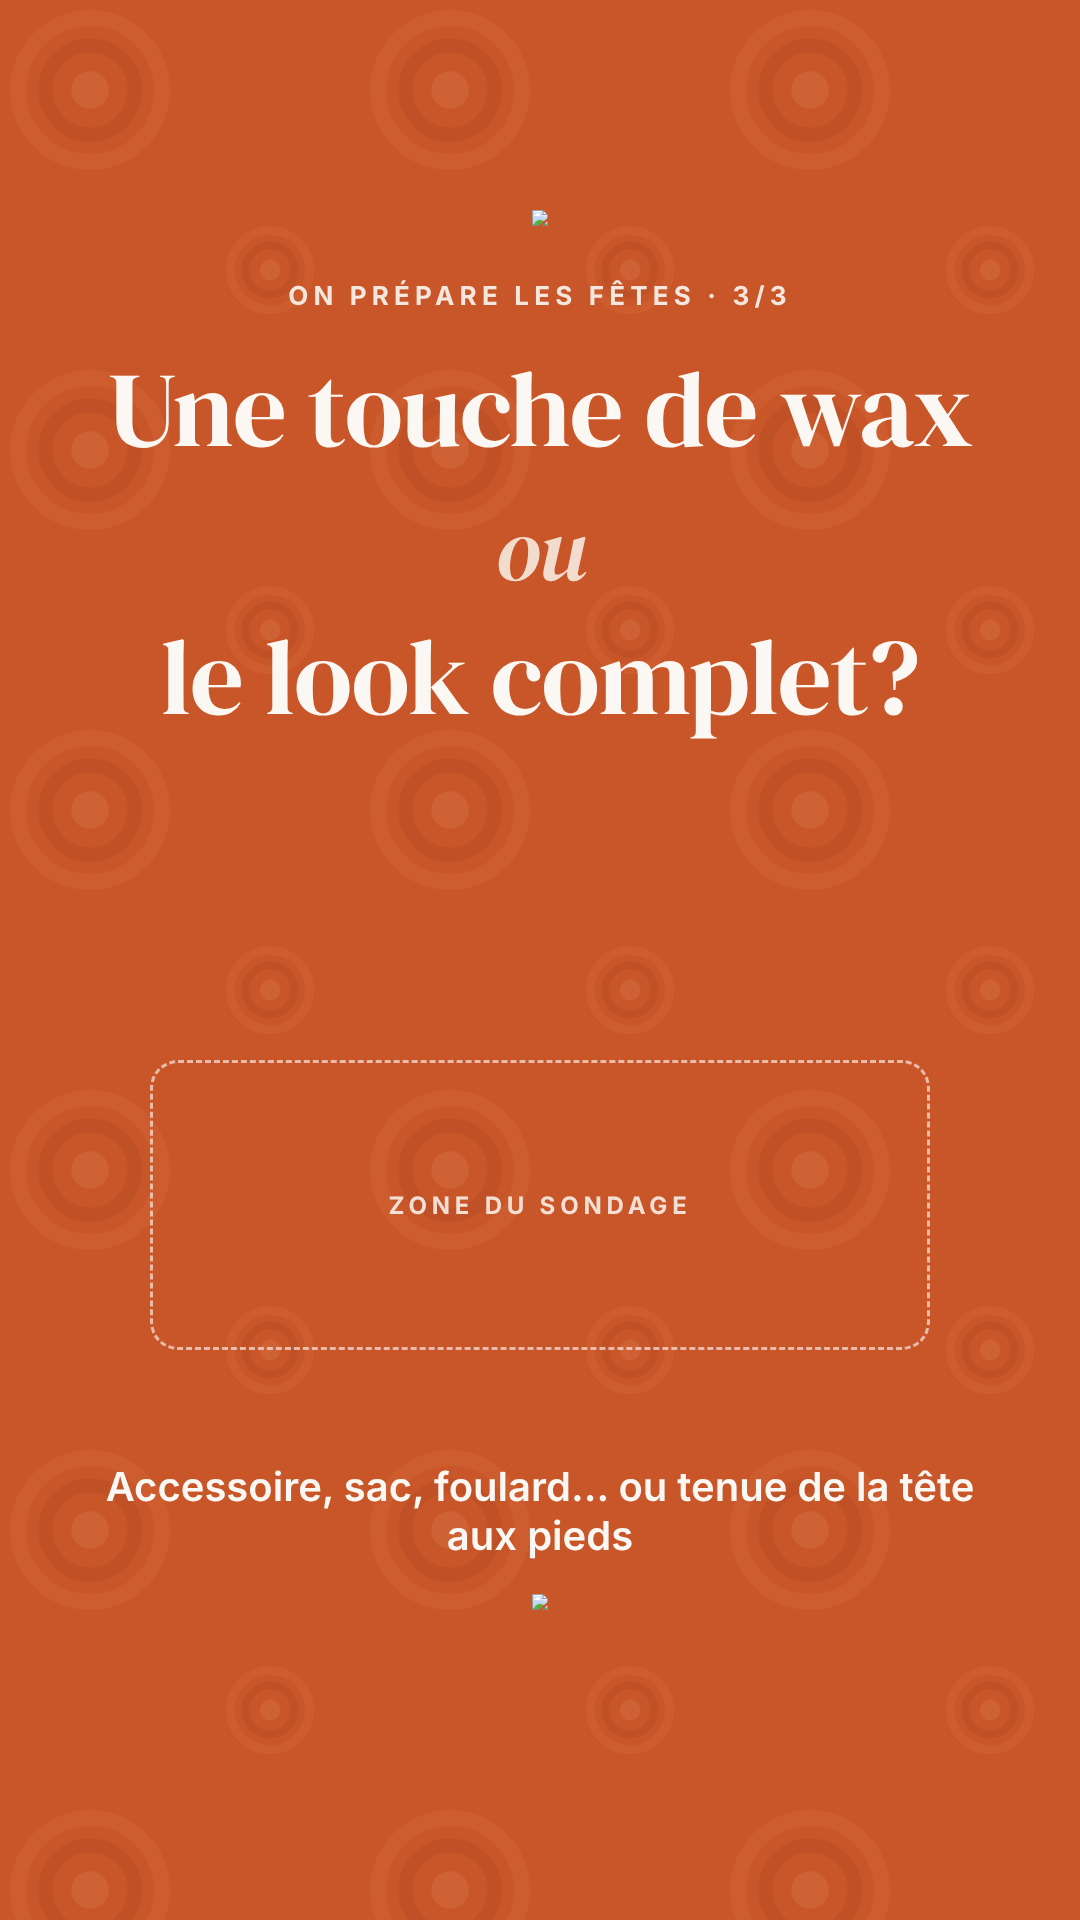 ON PRÉPARE LES FÊTES · 3/3
Une touche de wax
ou
le look complet?
ZONE DU SONDAGE
Accessoire, sac, foulard… ou tenue de la tête
aux pieds